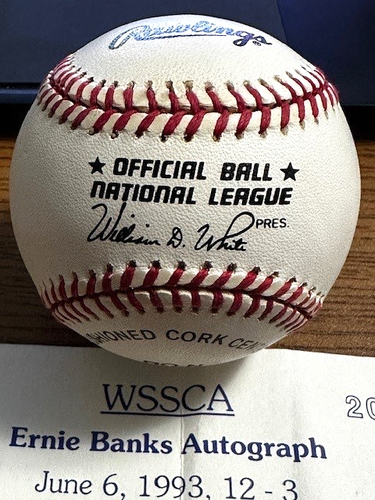 Rawlings®
★ OFFICIAL BALL ★
NATIONAL LEAGUE
William D. White PRES.
HIONED CORK CEN
WSSCA
20
Ernie Banks Autograph
June 6, 1993, 12 - 3